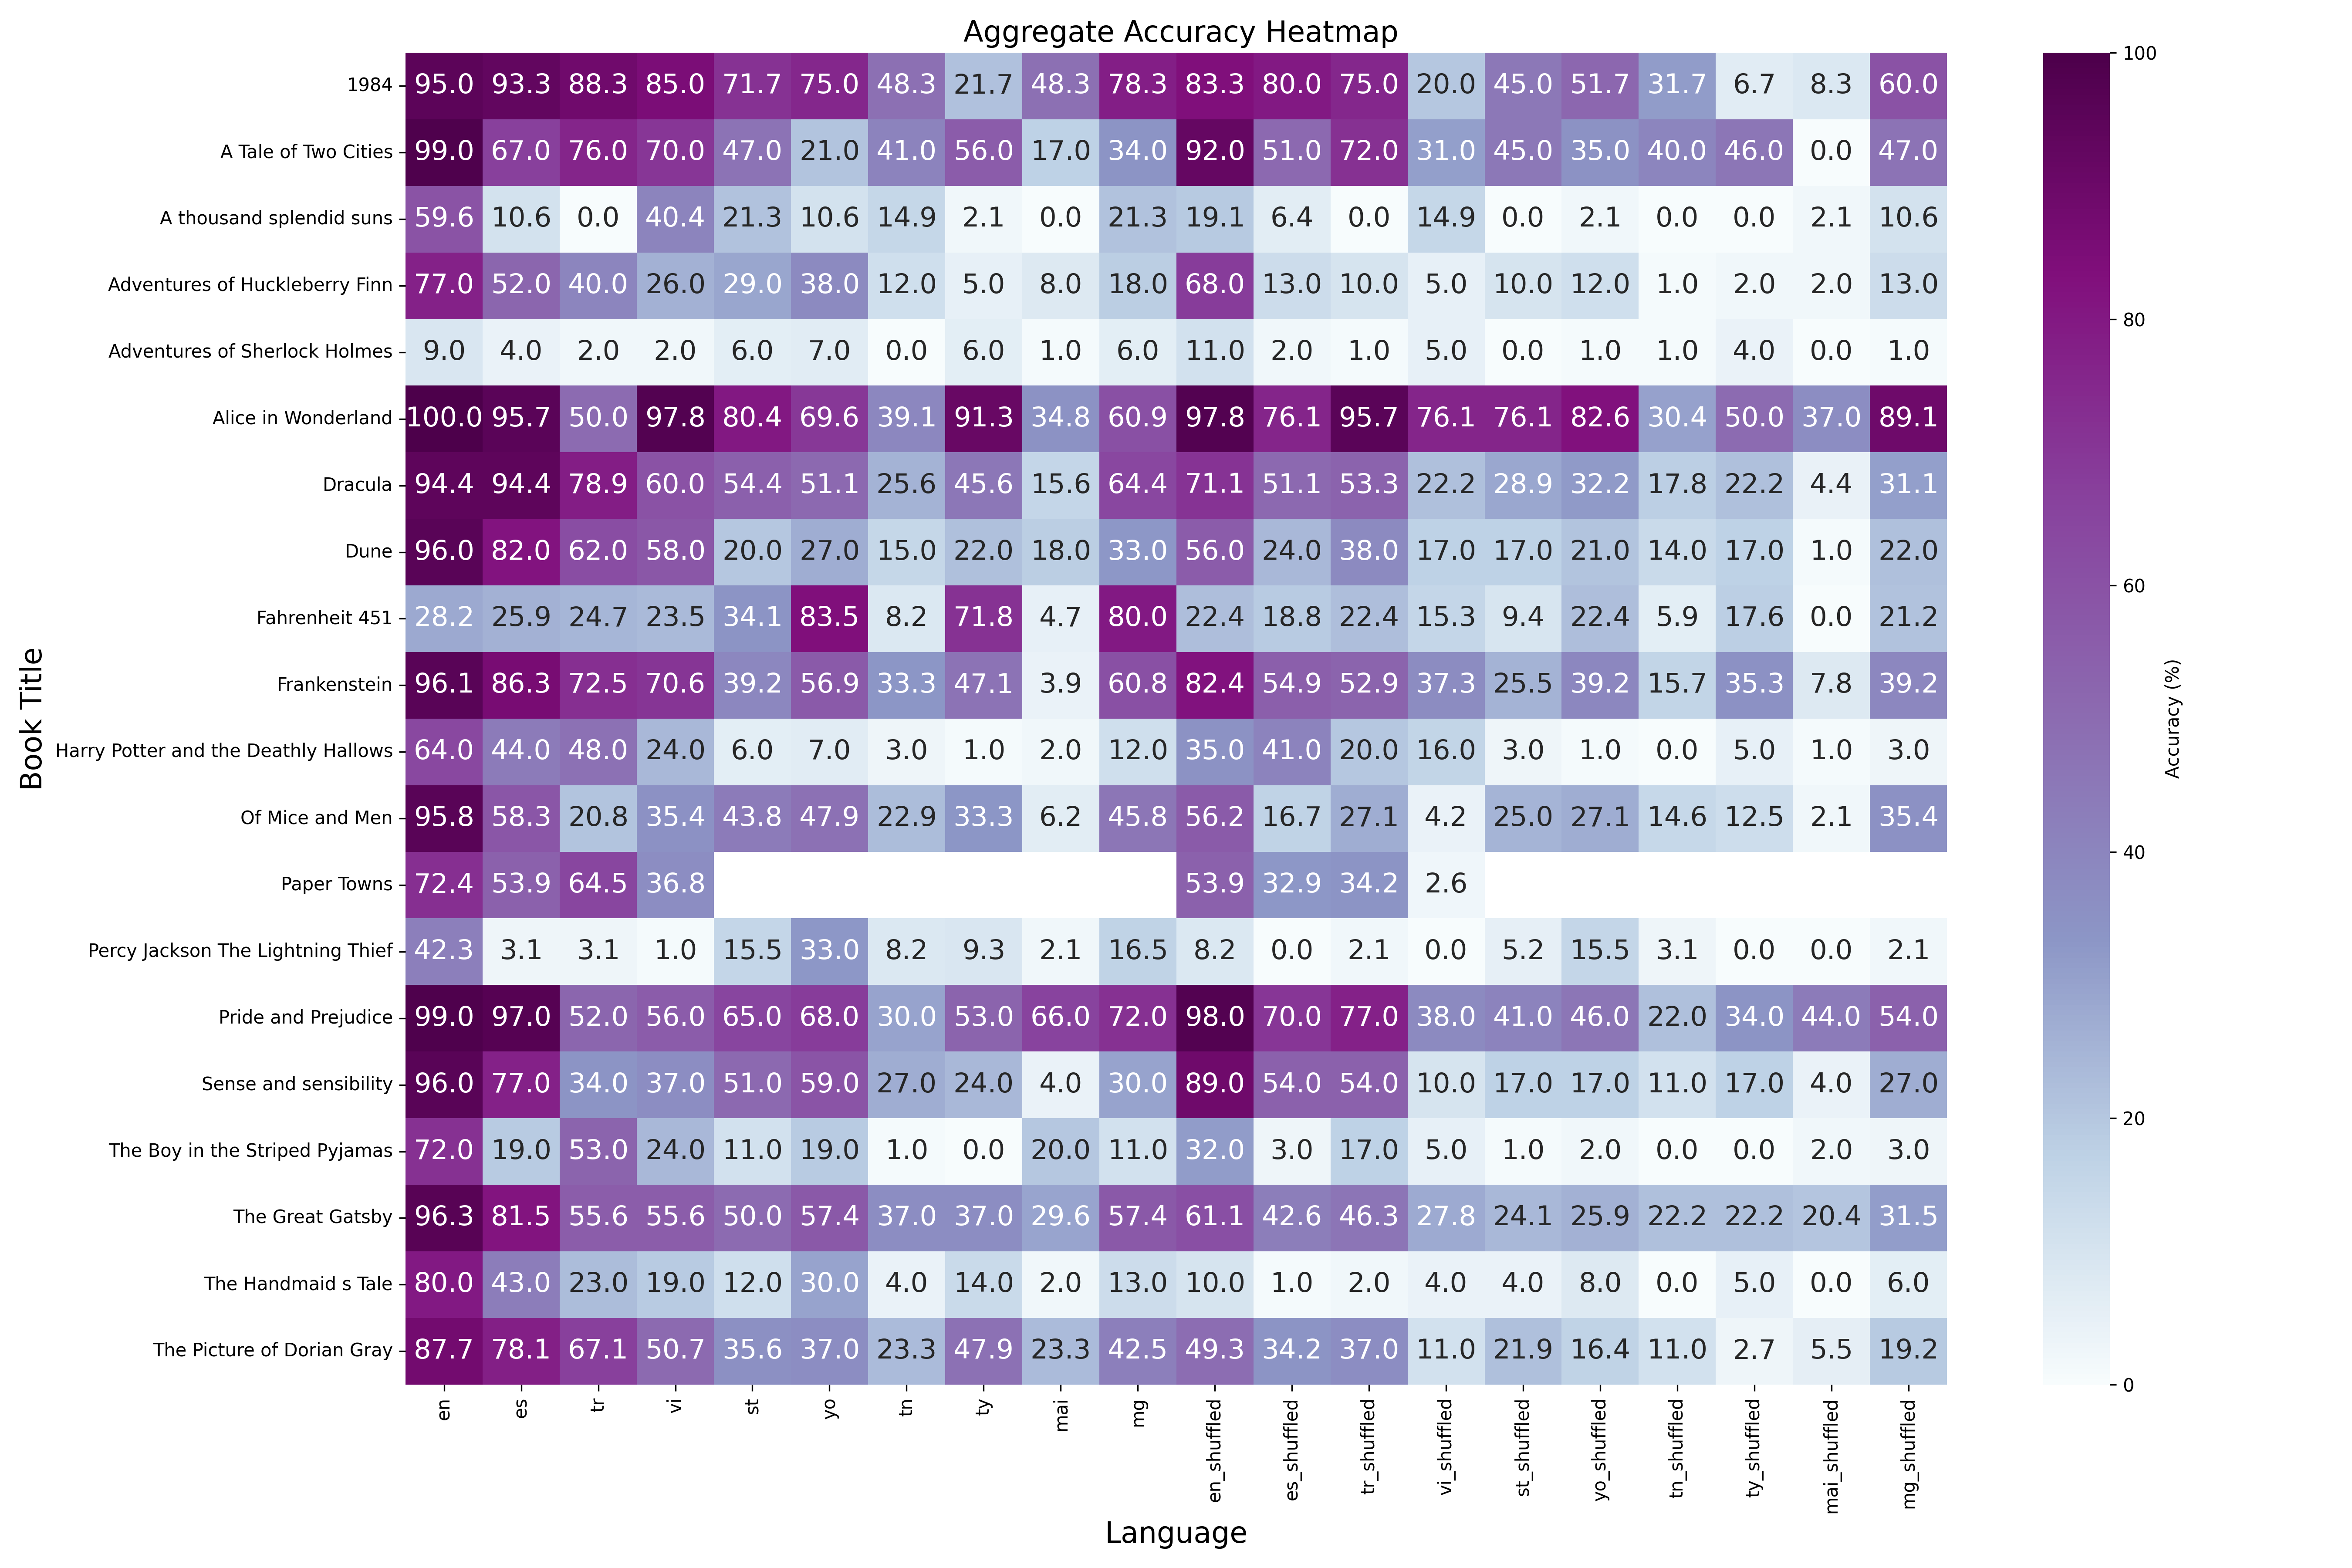 Aggregate Accuracy Heatmap
Book Title
1984 95.0 93.3 88.3 85.0 71.7 75.0 48.3 21.7 48.3 78.3 83.3 80.0 75.0 20.0 45.0 51.7 31.7 6.7 8.3 60.0
A Tale of Two Cities 99.0 67.0 76.0 70.0 47.0 21.0 41.0 56.0 17.0 34.0 92.0 51.0 72.0 31.0 45.0 35.0 40.0 46.0 0.0 47.0
A thousand splendid suns 59.6 10.6 0.0 40.4 21.3 10.6 14.9 2.1 0.0 21.3 19.1 6.4 0.0 14.9 0.0 2.1 0.0 0.0 2.1 10.6
Adventures of Huckleberry Finn 77.0 52.0 40.0 26.0 29.0 38.0 12.0 5.0 8.0 18.0 68.0 13.0 10.0 5.0 10.0 12.0 1.0 2.0 2.0 13.0
Adventures of Sherlock Holmes 9.0 4.0 2.0 2.0 6.0 7.0 0.0 6.0 1.0 6.0 11.0 2.0 1.0 5.0 0.0 1.0 1.0 4.0 0.0 1.0
Alice in Wonderland 100.0 95.7 50.0 97.8 80.4 69.6 39.1 91.3 34.8 60.9 97.8 76.1 95.7 76.1 76.1 82.6 30.4 50.0 37.0 89.1
Dracula 94.4 94.4 78.9 60.0 54.4 51.1 25.6 45.6 15.6 64.4 71.1 51.1 53.3 22.2 28.9 32.2 17.8 22.2 4.4 31.1
Dune 96.0 82.0 62.0 58.0 20.0 27.0 15.0 22.0 18.0 33.0 56.0 24.0 38.0 17.0 17.0 21.0 14.0 17.0 1.0 22.0
Fahrenheit 451 28.2 25.9 24.7 23.5 34.1 83.5 8.2 71.8 4.7 80.0 22.4 18.8 22.4 15.3 9.4 22.4 5.9 17.6 0.0 21.2
Frankenstein 96.1 86.3 72.5 70.6 39.2 56.9 33.3 47.1 3.9 60.8 82.4 54.9 52.9 37.3 25.5 39.2 15.7 35.3 7.8 39.2
Harry Potter and the Deathly Hallows 64.0 44.0 48.0 24.0 6.0 7.0 3.0 1.0 2.0 12.0 35.0 41.0 20.0 16.0 3.0 1.0 0.0 5.0 1.0 3.0
Of Mice and Men 95.8 58.3 20.8 35.4 43.8 47.9 22.9 33.3 6.2 45.8 56.2 16.7 27.1 4.2 25.0 27.1 14.6 12.5 2.1 35.4
Paper Towns 72.4 53.9 64.5 36.8 53.9 32.9 34.2 2.6
Percy Jackson The Lightning Thief 42.3 3.1 3.1 1.0 15.5 33.0 8.2 9.3 2.1 16.5 8.2 0.0 2.1 0.0 5.2 15.5 3.1 0.0 0.0 2.1
Pride and Prejudice 99.0 97.0 52.0 56.0 65.0 68.0 30.0 53.0 66.0 72.0 98.0 70.0 77.0 38.0 41.0 46.0 22.0 34.0 44.0 54.0
Sense and sensibility 96.0 77.0 34.0 37.0 51.0 59.0 27.0 24.0 4.0 30.0 89.0 54.0 54.0 10.0 17.0 17.0 11.0 17.0 4.0 27.0
The Boy in the Striped Pyjamas 72.0 19.0 53.0 24.0 11.0 19.0 1.0 0.0 20.0 11.0 32.0 3.0 17.0 5.0 1.0 2.0 0.0 0.0 2.0 3.0
The Great Gatsby 96.3 81.5 55.6 55.6 50.0 57.4 37.0 37.0 29.6 57.4 61.1 42.6 46.3 27.8 24.1 25.9 22.2 22.2 20.4 31.5
The Handmaid s Tale 80.0 43.0 23.0 19.0 12.0 30.0 4.0 14.0 2.0 13.0 10.0 1.0 2.0 4.0 4.0 8.0 0.0 5.0 0.0 6.0
The Picture of Dorian Gray 87.7 78.1 67.1 50.7 35.6 37.0 23.3 47.9 23.3 42.5 49.3 34.2 37.0 11.0 21.9 16.4 11.0 2.7 5.5 19.2
en es tr vi st yo tn ty mai mg en_shuffled es_shuffled tr_shuffled vi_shuffled st_shuffled yo_shuffled tn_shuffled ty_shuffled mai_shuffled mg_shuffled
Language
100
80
60
40
20
0
Accuracy (%)